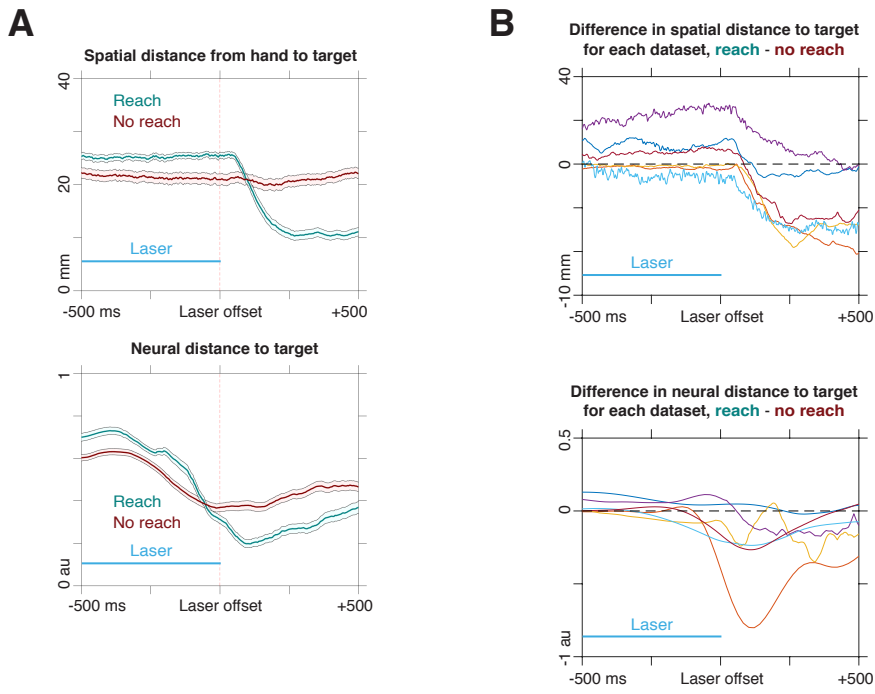 A
Spatial distance from hand to target
40
Reach
No reach
20
Laser
0 mm
-500 ms
Laser offset
+500
Neural distance to target
1
Reach
No reach
Laser
0 au
-500 ms
Laser offset
+500
B
Difference in spatial distance to target
for each dataset, reach - no reach
40
0
Laser
-10 mm
-500 ms
Laser offset
+500
Difference in neural distance to target
for each dataset, reach - no reach
0.5
0
Laser
-1 au
-500 ms
Laser offset
+500